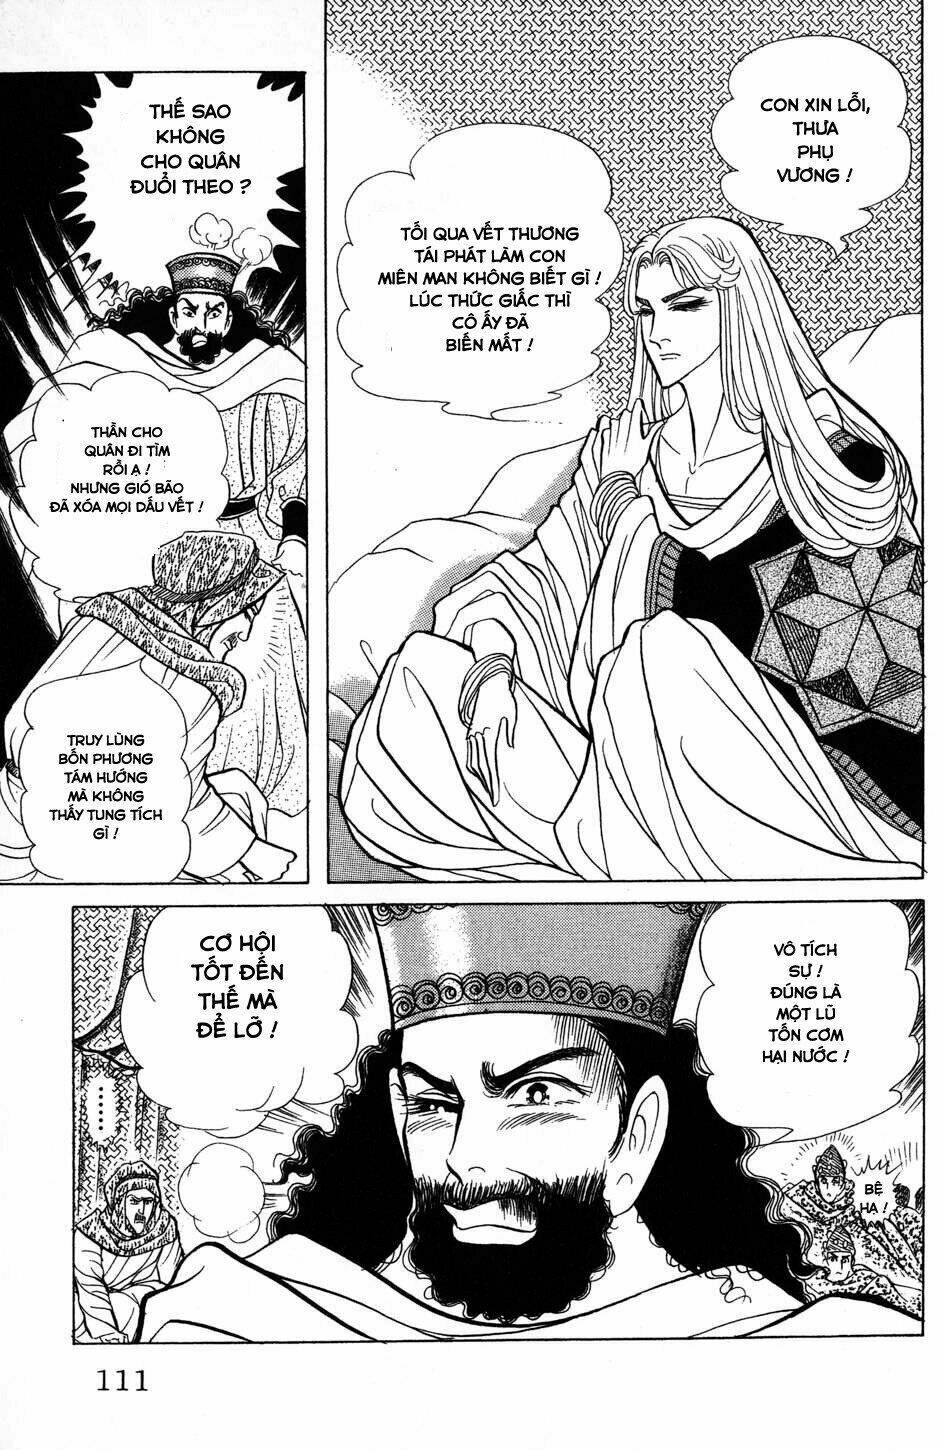 CON XIN LỖI,
THƯA
PHỤ
VƯƠNG !
TỐI QUA VẾT THƯƠNG
TÁI PHÁT LÀM CON
MIÊN MAN KHÔNG BIẾT GÌ !
LÚC THỨC GIẤC THÌ
CÔ ẤY ĐÃ
BIẾN MẤT !
THẾ SAO
KHÔNG
CHO QUÂN
ĐUỔI THEO ?
THẦN CHO
QUÂN ĐI TÌM
RỒI Ạ !
NHƯNG GIÓ BÃO
ĐÃ XÓA MỌI DẤU VẾT !
TRUY LÙNG
BỐN PHƯƠNG
TÁM HƯỚNG
MÀ KHÔNG
THẤY TUNG TÍCH
GÌ !
VÔ TÍCH
SỰ !
ĐÚNG LÀ
MỘT LŨ
TỐN CƠM
HẠI NƯỚC !
BỆ
HẠ !
CƠ HỘI
TỐT ĐẾN
THẾ MÀ
ĐỂ LỠ !
......
111